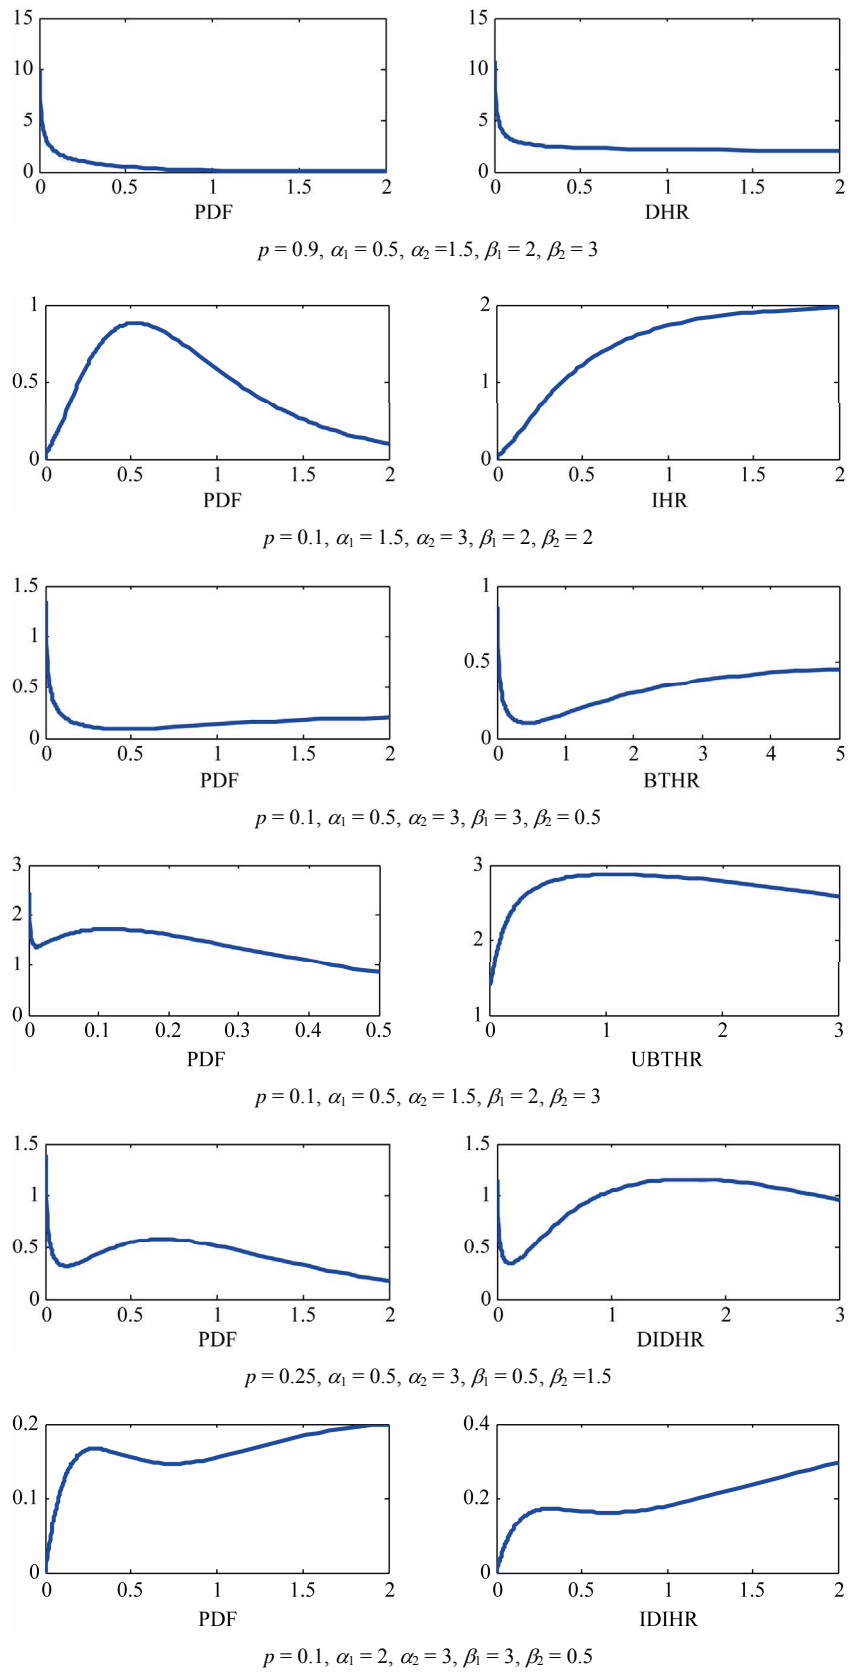 15 15
10 10
5 5
0 0
0 0.5 1 1.5 2 0 0.5 1 1.5 2
PDF DHR
p = 0.9, α1 = 0.5, α2 =1.5, β1 = 2, β2 = 3
1 2
0.5 1
0 0
0 0.5 1 1.5 2 0 0.5 1 1.5 2
PDF IHR
p = 0.1, α1 = 1.5, α2 = 3, β1 = 2, β2 = 2
1.5 1
1
0.5 0.5
0 0
0 0.5 1 1.5 2 0 1 2 3 4 5
PDF BTHR
p = 0.1, α1 = 0.5, α2 = 3, β1 = 3, β2 = 0.5
3 3
2 2
1
0 1
0 0.1 0.2 0.3 0.4 0.5 0 1 2 3
PDF UBTHR
p = 0.1, α1 = 0.5, α2 = 1.5, β1 = 2, β2 = 3
1.5 1.5
1 1
0.5 0.5
0 0
0 0.5 1 1.5 2 0 1 2 3
PDF DIDHR
p = 0.25, α1 = 0.5, α2 = 3, β1 = 0.5, β2 =1.5
0.2 0.4
0.1 0.2
0 0
0 0.5 1 1.5 2 0 0.5 1 1.5 2
PDF IDIHR
p = 0.1, α1 = 2, α2 = 3, β1 = 3, β2 = 0.5